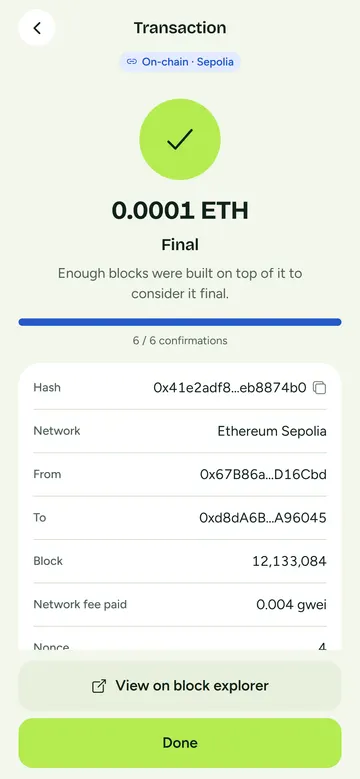 Transaction
On-chain · Sepolia
0.0001 ETH
Final
Enough blocks were built on top of it to
consider it final.
6 / 6 confirmations
Hash 0x41e2adf8...eb8874b0
Network Ethereum Sepolia
From 0x67B86a...D16Cbd
To 0xd8dA6B...A96045
Block 12,133,084
Network fee paid 0.004 gwei
Nonce 4
View on block explorer
Done